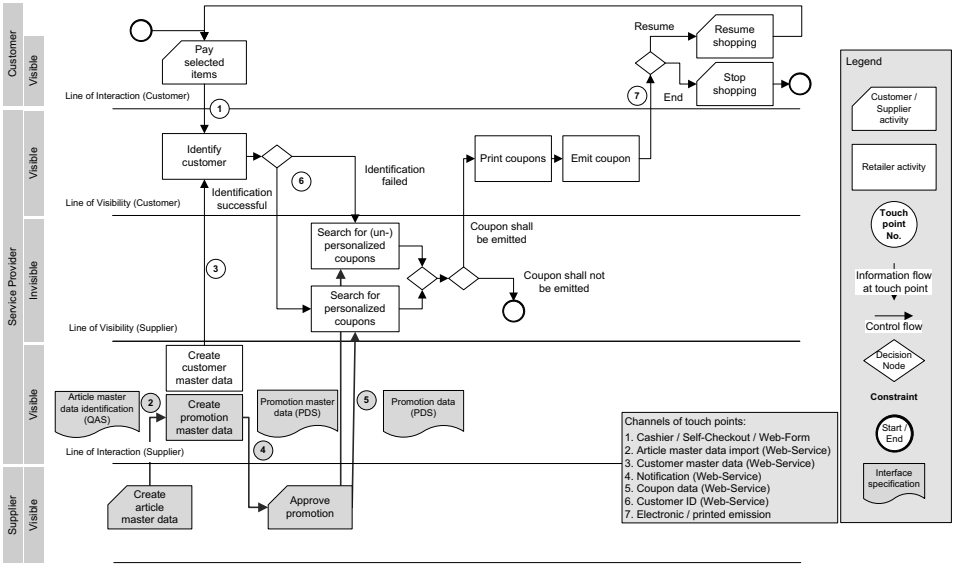 Customer
Visible
Pay
selected
items
Resume
Resume
shopping
Stop
shopping
End
7
Line of Interaction (Customer)
1
Service Provider
Visible
Identify
customer
6
Identification
failed
Identification
successful
Print coupons
Emit coupon
Line of Visibility (Customer)
Invisible
Search for (un-)
personalized
coupons
Coupon shall
be emitted
3
Search for
personalized
coupons
Coupon shall not
be emitted
Line of Visibility (Supplier)
Visible
Create
customer
master data
Article master
data identification
(QAS)
2
Create
promotion
master data
Promotion master
data (PDS)
5
Promotion data
(PDS)
Line of Interaction (Supplier)
4
Supplier
Visible
Create
article
master data
Approve
promotion
Channels of touch points:
1. Cashier / Self-Checkout / Web-Form
2. Article master data import (Web-Service)
3. Customer master data (Web-Service)
4. Notification (Web-Service)
5. Coupon data (Web-Service)
6. Customer ID (Web-Service)
7. Electronic / printed emission
Legend
Customer /
Supplier
activity
Retailer activity
Touch
point
No.
Information flow
at touch point
Control flow
Decision
Node
Constraint
Start /
End
Interface
specification